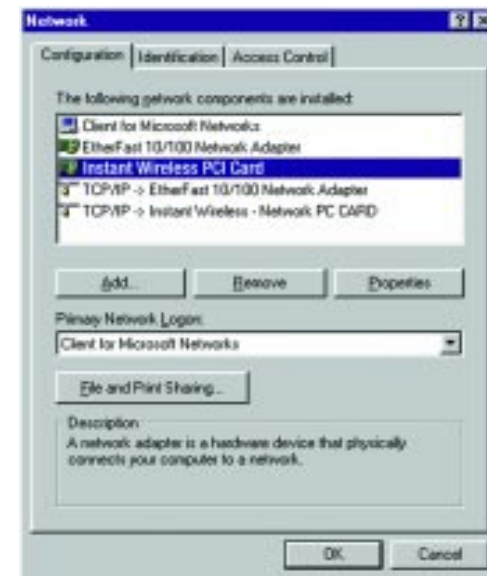 Network
Configuration Identification Access Control
The following network components are installed:
Client for Microsoft Networks
EtherFast 10/100 Network Adapter
Instant Wireless PCI Card
TCP/IP -> EtherFast 10/100 Network Adapter
TCP/IP -> Instant Wireless - Network PC CARD
Add... Remove Properties
Primary Network Logon:
Client for Microsoft Networks
File and Print Sharing...
Description
A network adapter is a hardware device that physically
connects your computer to a network.
OK Cancel